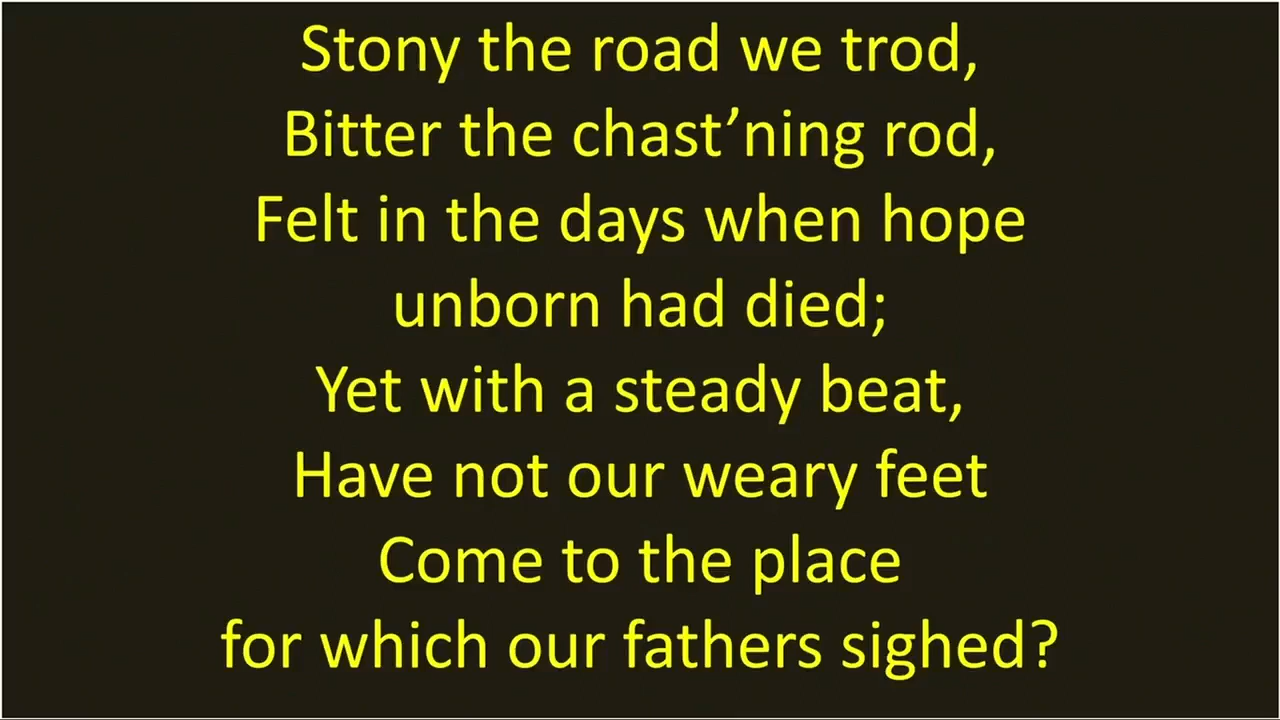 Stony the road we trod,
Bitter the chast’ning rod,
Felt in the days when hope
unborn had died;
Yet with a steady beat,
Have not our weary feet
Come to the place
for which our fathers sighed?